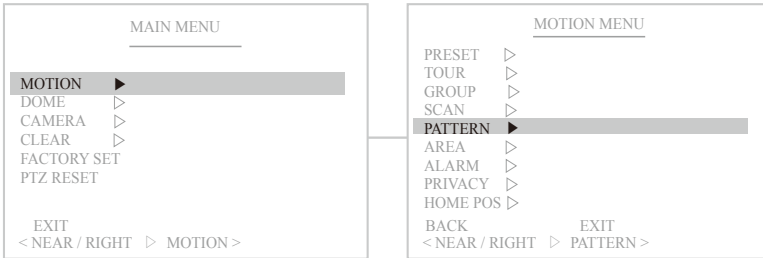 MAIN MENU
MOTION ▶
DOME ▷
CAMERA ▷
CLEAR ▷
FACTORY SET
PTZ RESET
EXIT
< NEAR / RIGHT ▷ MOTION >
MOTION MENU
PRESET ▷
TOUR ▷
GROUP ▷
SCAN ▷
PATTERN ▶
AREA ▷
ALARM ▷
PRIVACY ▷
HOME POS ▷
BACK EXIT
< NEAR / RIGHT ▷ PATTERN >